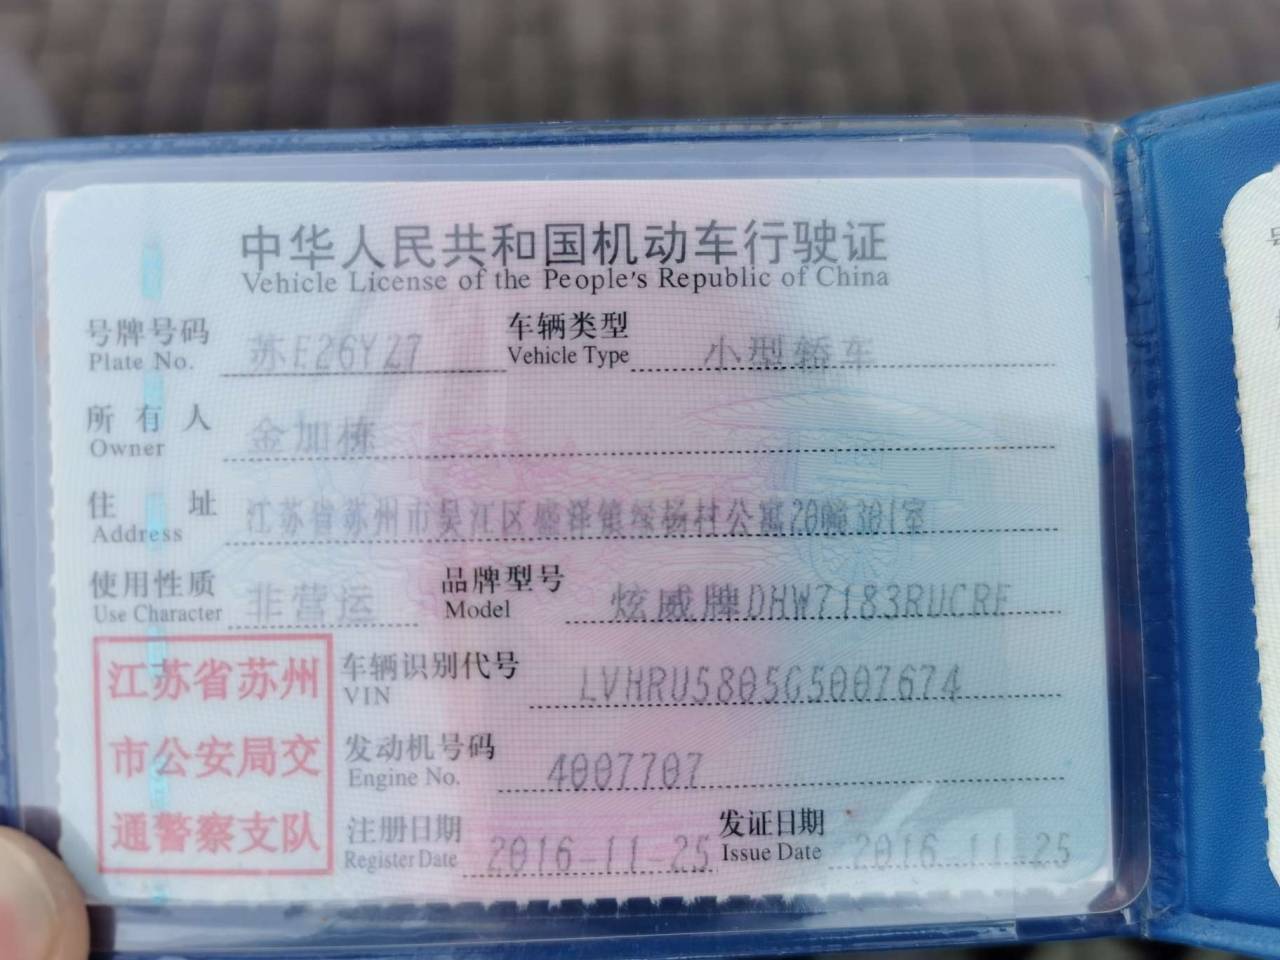 中华人民共和国机动车行驶证
Vehicle License of the People's Republic of China
号牌号码 苏E26Y27 车辆类型 小型轿车
Plate No. Vehicle Type
所有人 金加栋
Owner
住址 江苏省苏州市吴江区盛泽镇绿杨村公寓20幢301室
Address
使用性质 非营运 品牌型号 炫威牌DHW7183RUCRE
Use Character Model
江苏省苏州 车辆识别代号 LVHRU5805G5007674
VIN
市公安局交 发动机号码 4007707
Engine No.
通警察支队 注册日期 2016-11-25 发证日期 2016-11-25
Register Date Issue Date